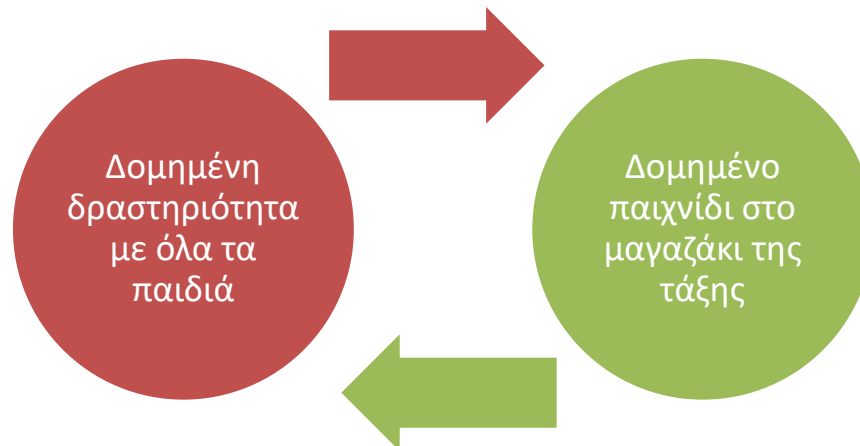 Δομημένη
δραστηριότητα
με όλα τα
παιδιά
Δομημένο
παιχνίδι στο
μαγαζάκι της
τάξης